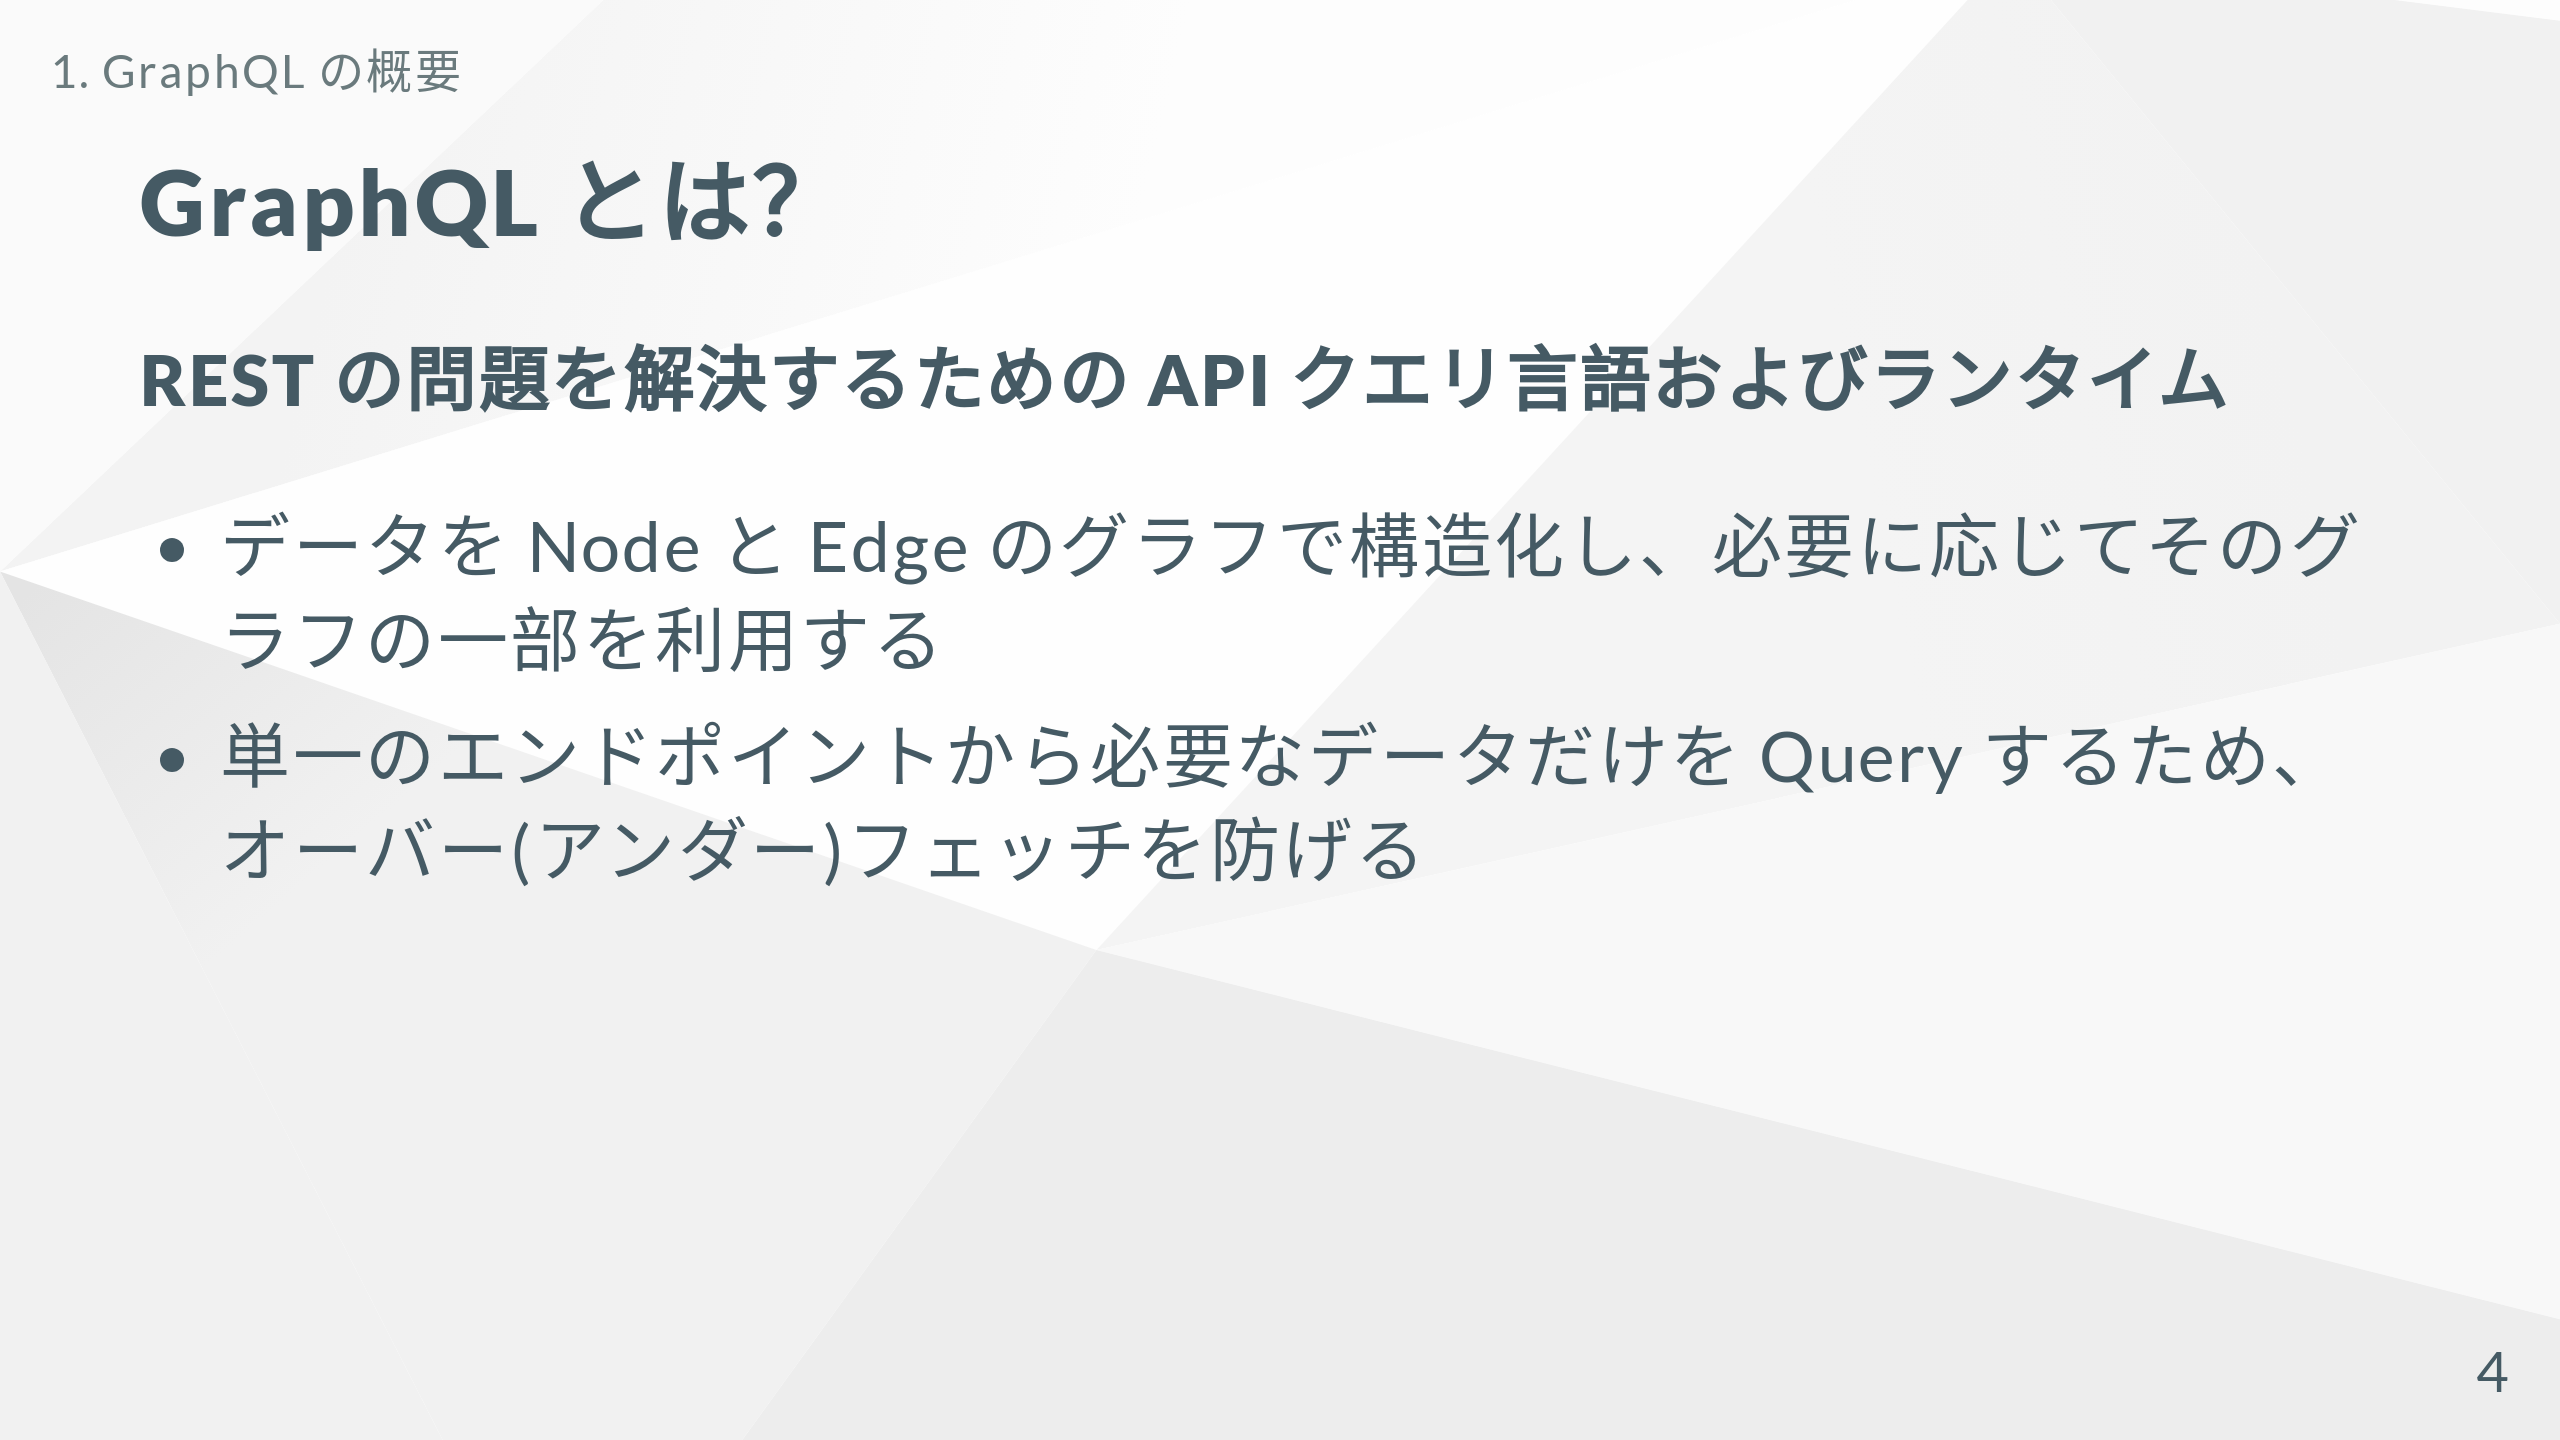 1. GraphQL の概要
GraphQL とは?
REST の問題を解決するための API クエリ言語およびランタイム
• データを Node と Edge のグラフで構造化し、必要に応じてそのグ
ラフの一部を利用する
• 単一のエンドポイントから必要なデータだけを Query するため、
オーバー(アンダー)フェッチを防げる
4